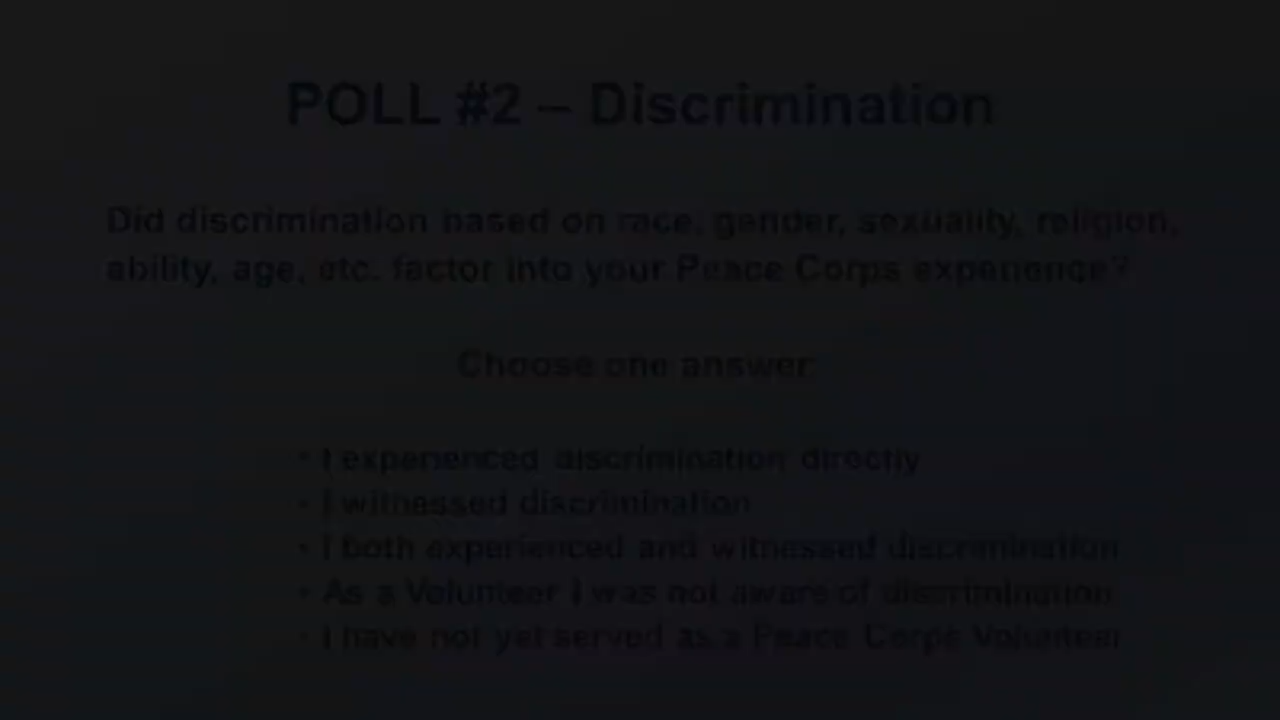 POLL #2 – Discrimination
Did discrimination based on race, gender, sexuality, religion,
ability, age, etc. factor into your Peace Corps experience?
Choose one answer
• I experienced discrimination directly
• I witnessed discrimination
• I both experienced and witnessed discrimination
• As a Volunteer I was not aware of discrimination
• I have not yet served as a Peace Corps Volunteer